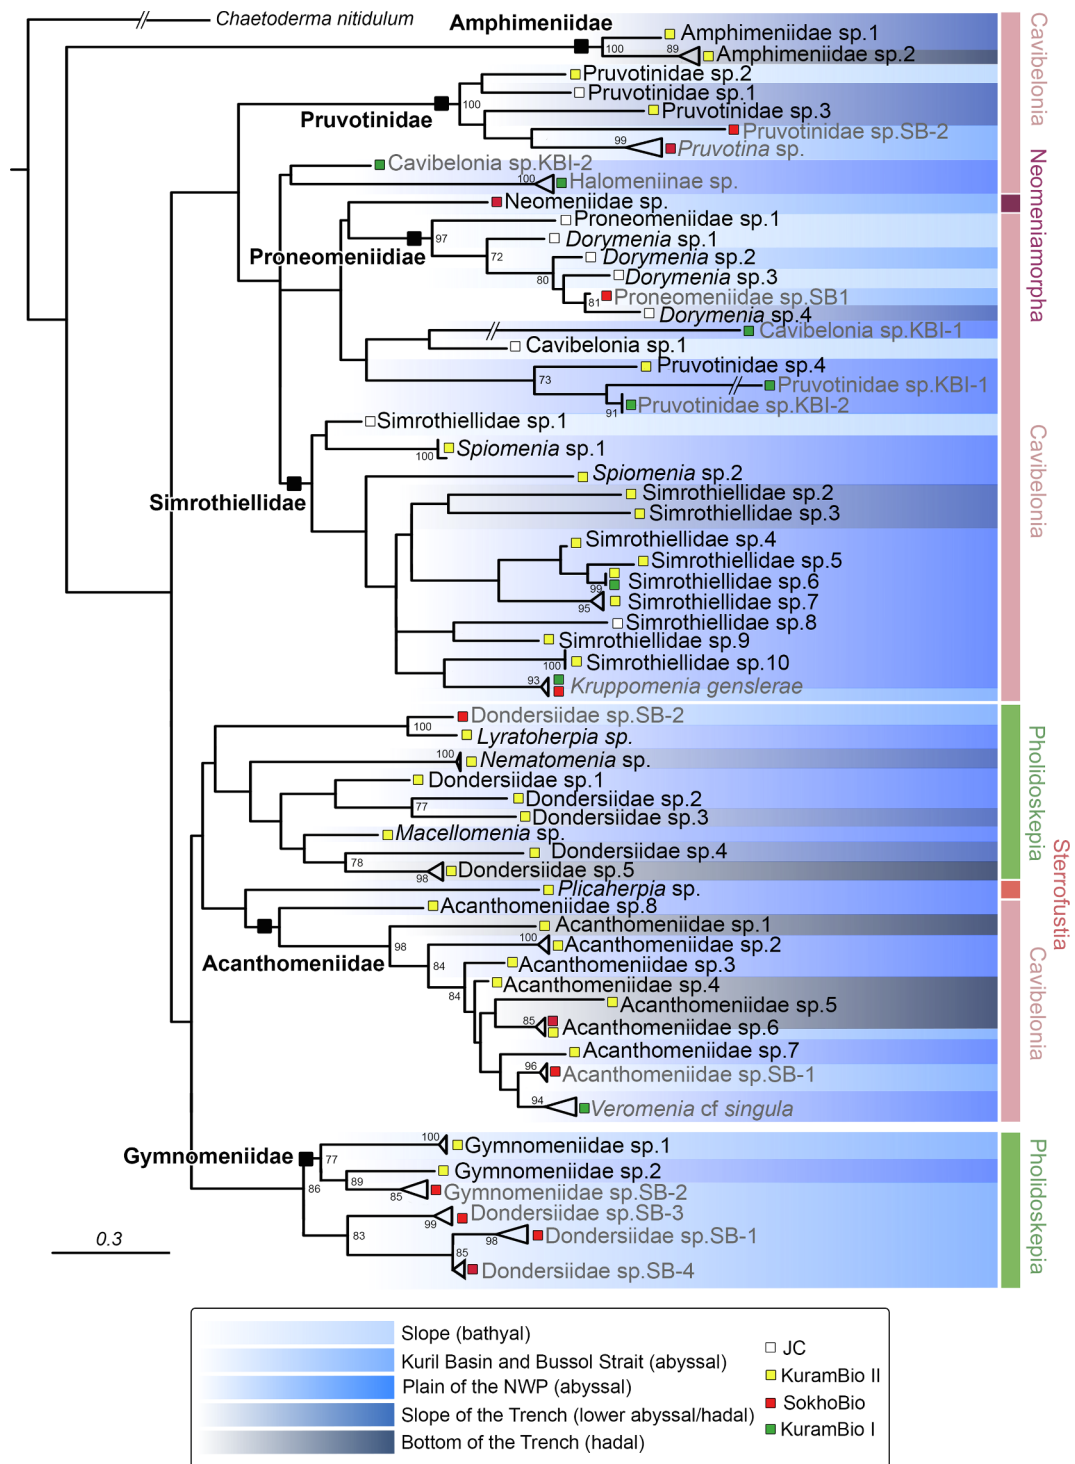 Chaetoderma nitidulum
Amphimeniidae
Amphimeniidae sp.1
100
89
Amphimeniidae sp.2
Pruvotinidae sp.2
Pruvotinidae sp.1
100
Pruvotinidae
Pruvotinidae sp.3
Pruvotinidae sp.SB-2
99
Pruvotina sp.
Cavibelonia
Cavibelonia sp.KBI-2
100
Halomeniinae sp.
Neomeniidae sp.
Neomeniamorpha
Proneomeniidae sp.1
97
Dorymenia sp.1
Proneomeniidiae
72
Dorymenia sp.2
80
Dorymenia sp.3
81
Proneomeniidae sp.SB1
Dorymenia sp.4
Cavibelonia sp.KBI-1
Cavibelonia sp.1
Pruvotinidae sp.4
73
Pruvotinidae sp.KBI-1
91
Pruvotinidae sp.KBI-2
Simrothiellidae sp.1
Spiomenia sp.1
100
Cavibelonia
Spiomenia sp.2
Simrothiellidae
Simrothiellidae sp.2
Simrothiellidae sp.3
Simrothiellidae sp.4
Simrothiellidae sp.5
99
Simrothiellidae sp.6
95
Simrothiellidae sp.7
Simrothiellidae sp.8
Simrothiellidae sp.9
100
Simrothiellidae sp.10
93
Kruppomenia genslerae
Dondersiidae sp.SB-2
100
Lyratoherpia sp.
100
Nematomenia sp.
Dondersiidae sp.1
Dondersiidae sp.2
77
Dondersiidae sp.3
Macellomenia sp.
Dondersiidae sp.4
78
98
Dondersiidae sp.5
Pholidoskepia
Plicaherpia sp.
Sterrofustia
Acanthomeniidae sp.8
Acanthomeniidae sp.1
98
100
Acanthomeniidae sp.2
Acanthomeniidae
84
Acanthomeniidae sp.3
84
Acanthomeniidae sp.4
Acanthomeniidae sp.5
85
Acanthomeniidae sp.6
Cavibelonia
Acanthomeniidae sp.7
96
Acanthomeniidae sp.SB-1
94
Veromenia cf singula
100
Gymnomeniidae sp.1
Gymnomeniidae
77
Gymnomeniidae sp.2
86
89
85
Gymnomeniidae sp.SB-2
99
Dondersiidae sp.SB-3
83
98
Dondersiidae sp.SB-1
85
Dondersiidae sp.SB-4
Pholidoskepia
0.3
Slope (bathyal)
Kuril Basin and Bussol Strait (abyssal)
Plain of the NWP (abyssal)
Slope of the Trench (lower abyssal/hadal)
Bottom of the Trench (hadal)
JC
KuramBio II
SokhoBio
KuramBio I